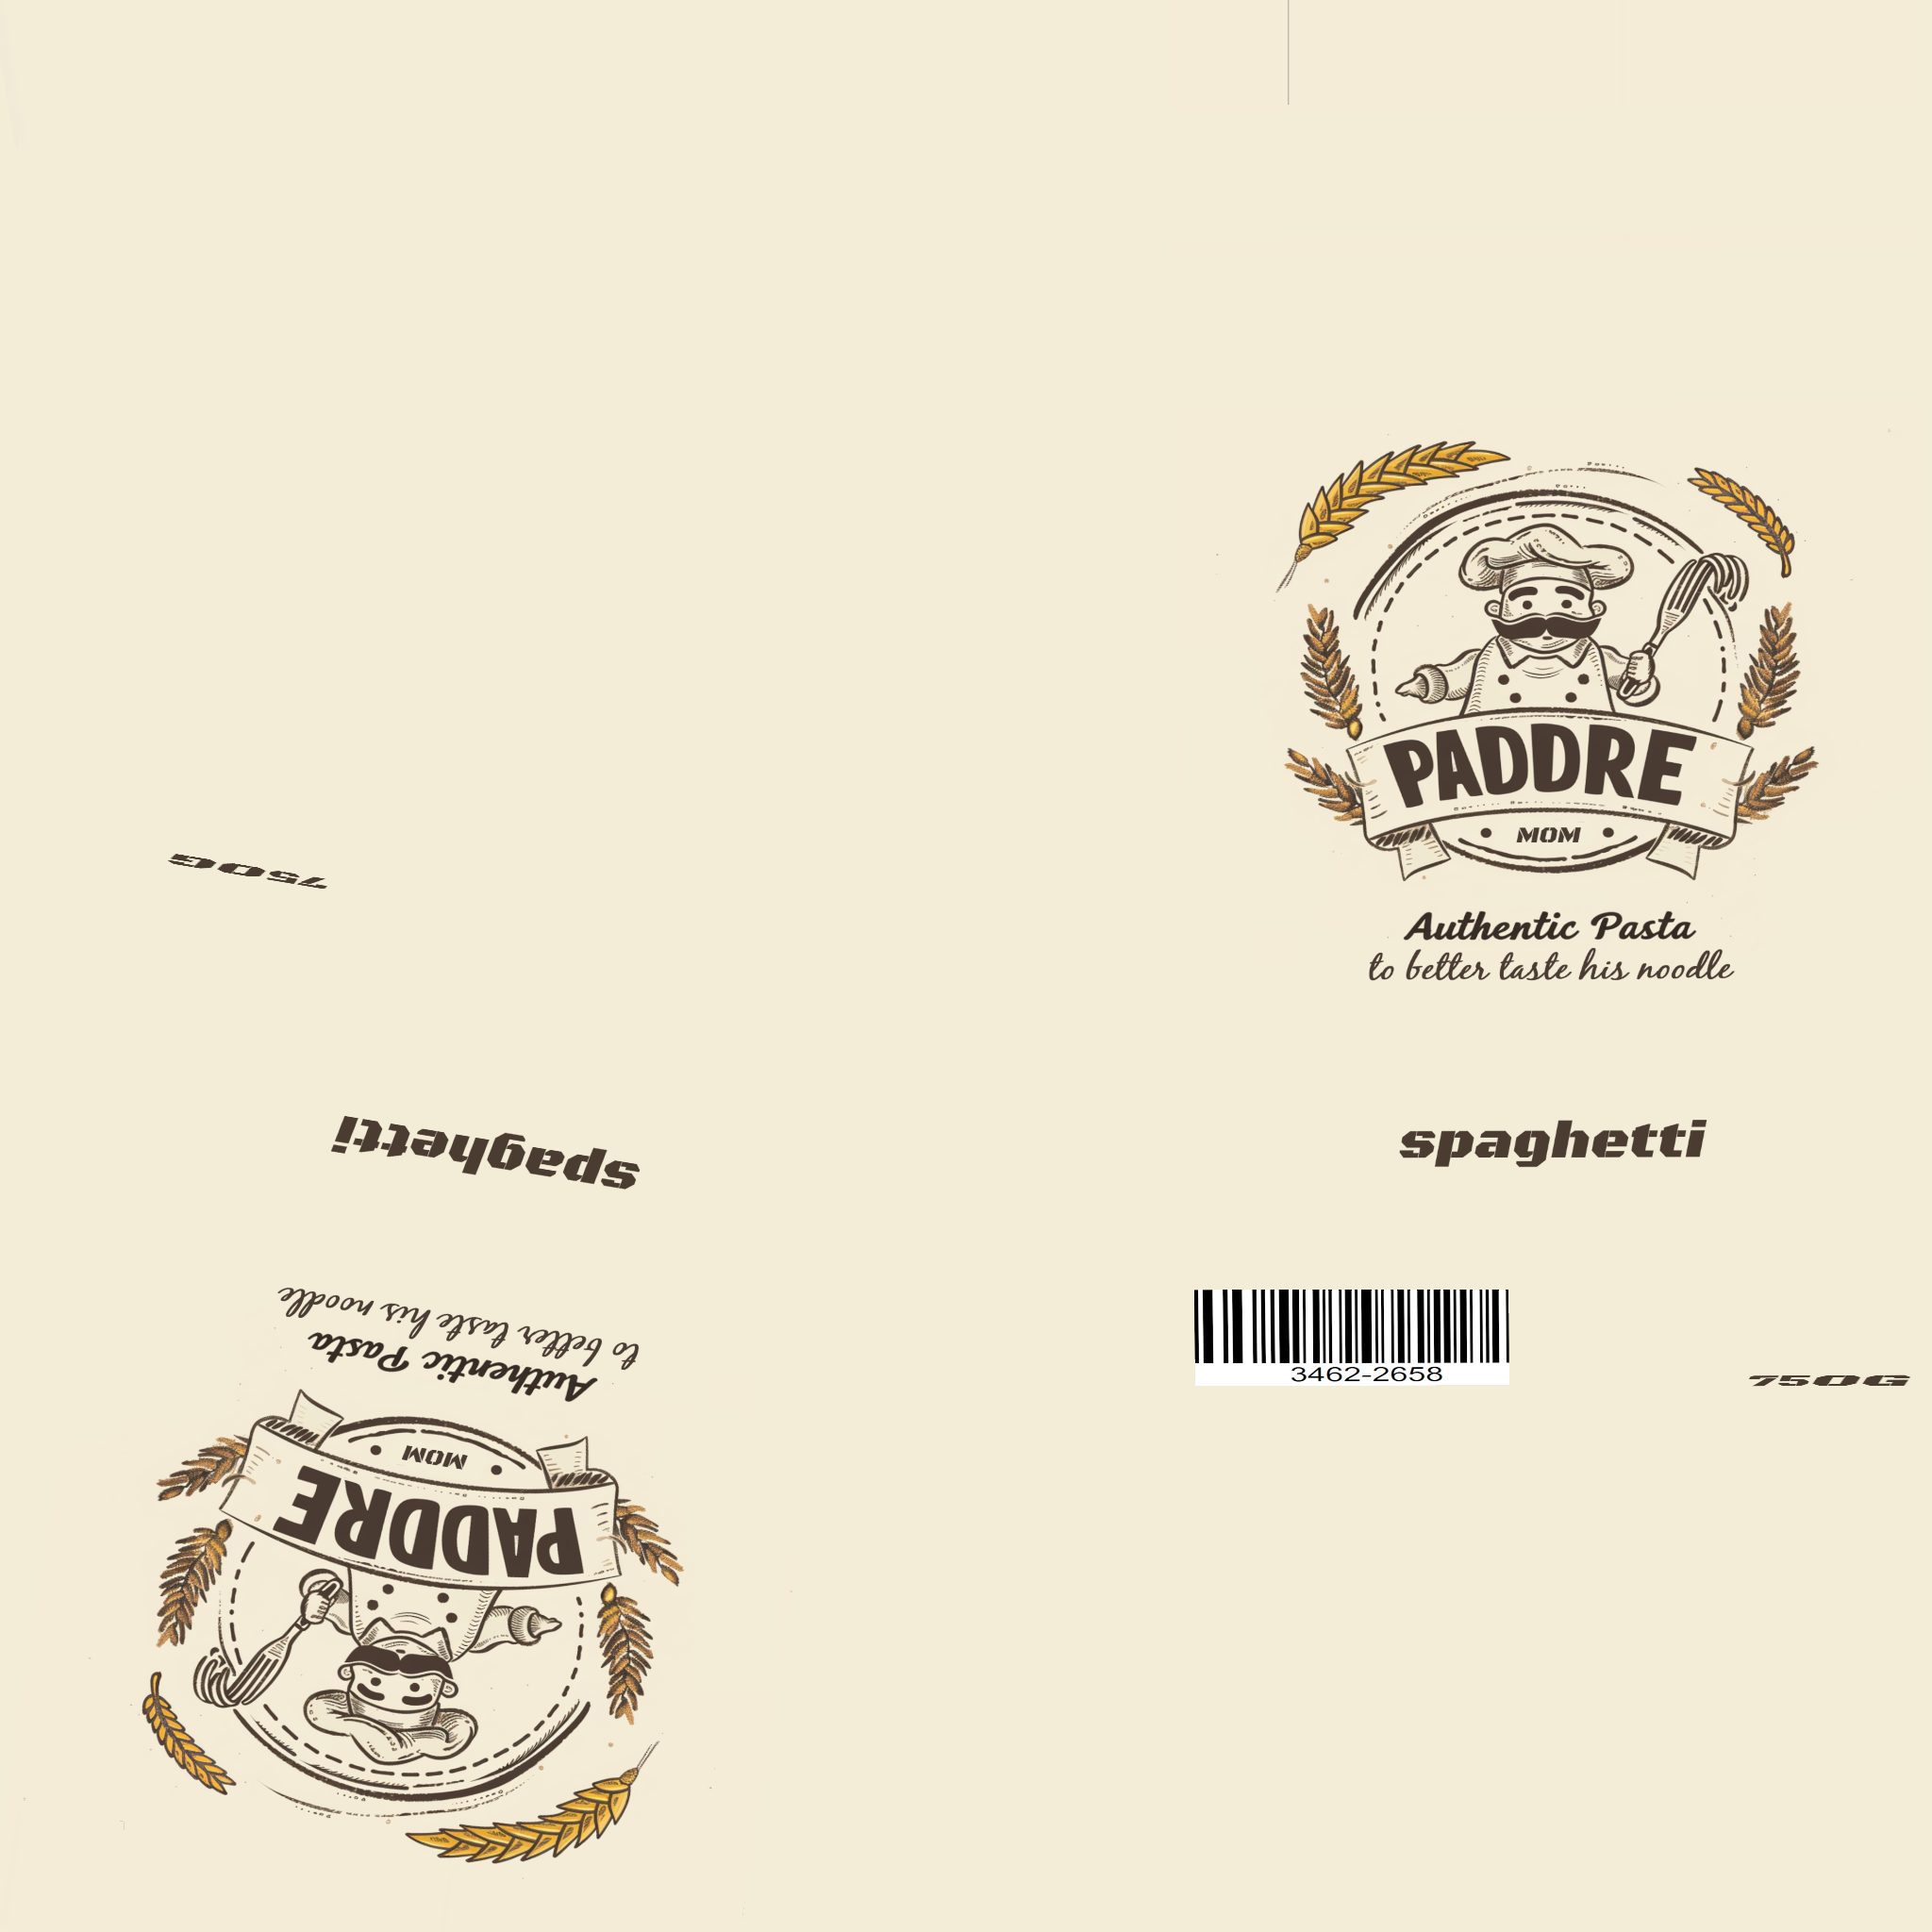 PADDRE
MOM
Authentic Pasta
to better taste his noodle
spaghetti
3462-2658
750G
750G
spaghetti
to better taste his noodle
Authentic Pasta
MOM
PADDRE